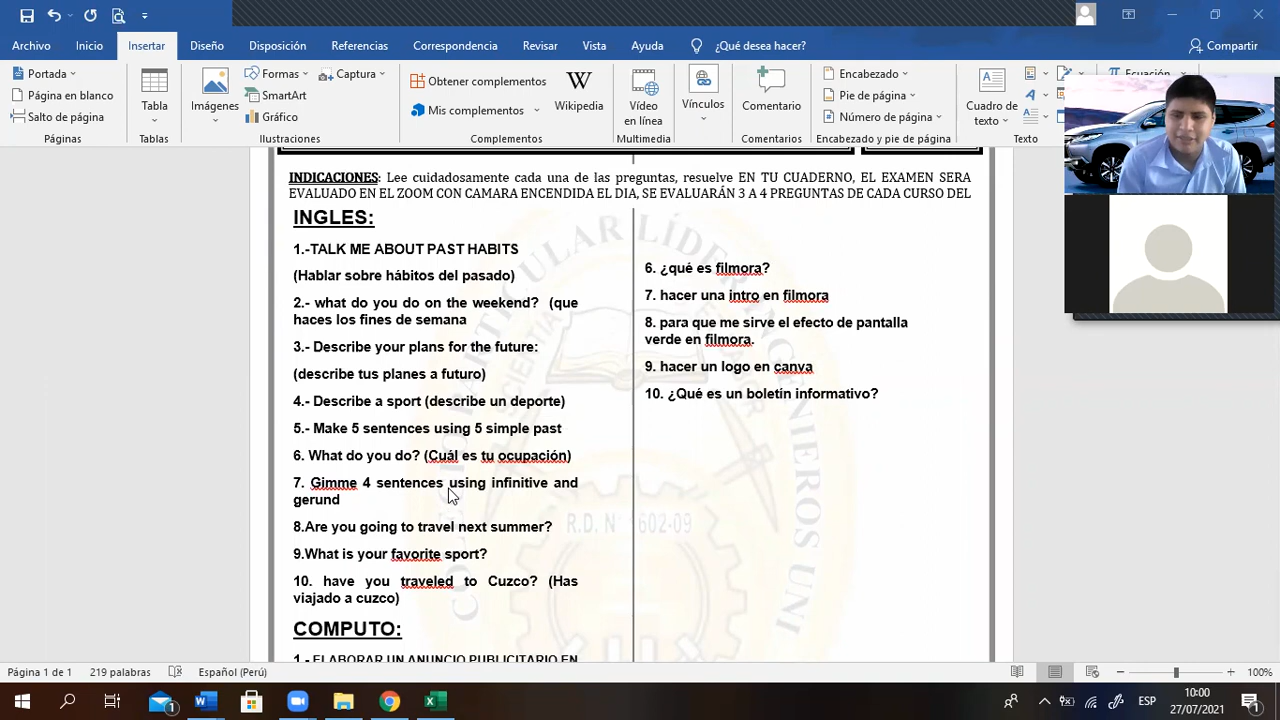 Archivo
Inicio
Insertar
Diseño
Disposición
Referencias
Correspondencia
Revisar
Vista
Ayuda
¿Qué desea hacer?
Compartir
Portada
Página en blanco
Salto de página
Páginas
Tabla
Tablas
Imágenes
Formas
SmartArt
Gráfico
Captura
Ilustraciones
Obtener complementos
Mis complementos
Wikipedia
Complementos
Vídeo
en línea
Multimedia
Vínculos
Comentario
Comentarios
Encabezado
Pie de página
Número de página
Encabezado y pie de página
Cuadro de
texto
Texto
Ecuación
INDICACIONES: Lee cuidadosamente cada una de las preguntas, resuelve EN TU CUADERNO, EL EXAMEN SERA
EVALUADO EN EL ZOOM CON CAMARA ENCENDIDA EL DIA, SE EVALUARÁN 3 A 4 PREGUNTAS DE CADA CURSO DEL
INGLES:
1.-TALK ME ABOUT PAST HABITS
(Hablar sobre hábitos del pasado)
2.- what do you do on the weekend? (que
haces los fines de semana
3.- Describe your plans for the future:
(describe tus planes a futuro)
4.- Describe a sport (describe un deporte)
5.- Make 5 sentences using 5 simple past
6. What do you do? (Cuál es tu ocupación)
7. Gimme 4 sentences using infinitive and
gerund
8.Are you going to travel next summer?
9.What is your favorite sport?
10. have you traveled to Cuzco? (Has
viajado a cuzco)
COMPUTO:
1.- ELABORAR UN ANUNCIO PUBLICITARIO EN
6. ¿qué es filmora?
7. hacer una intro en filmora
8. para que me sirve el efecto de pantalla
verde en filmora.
9. hacer un logo en canva
10. ¿Qué es un boletín informativo?
R.D. N° 1602-09
Página 1 de 1
219 palabras
Español (Perú)
100%
ESP
10:00
27/07/2021